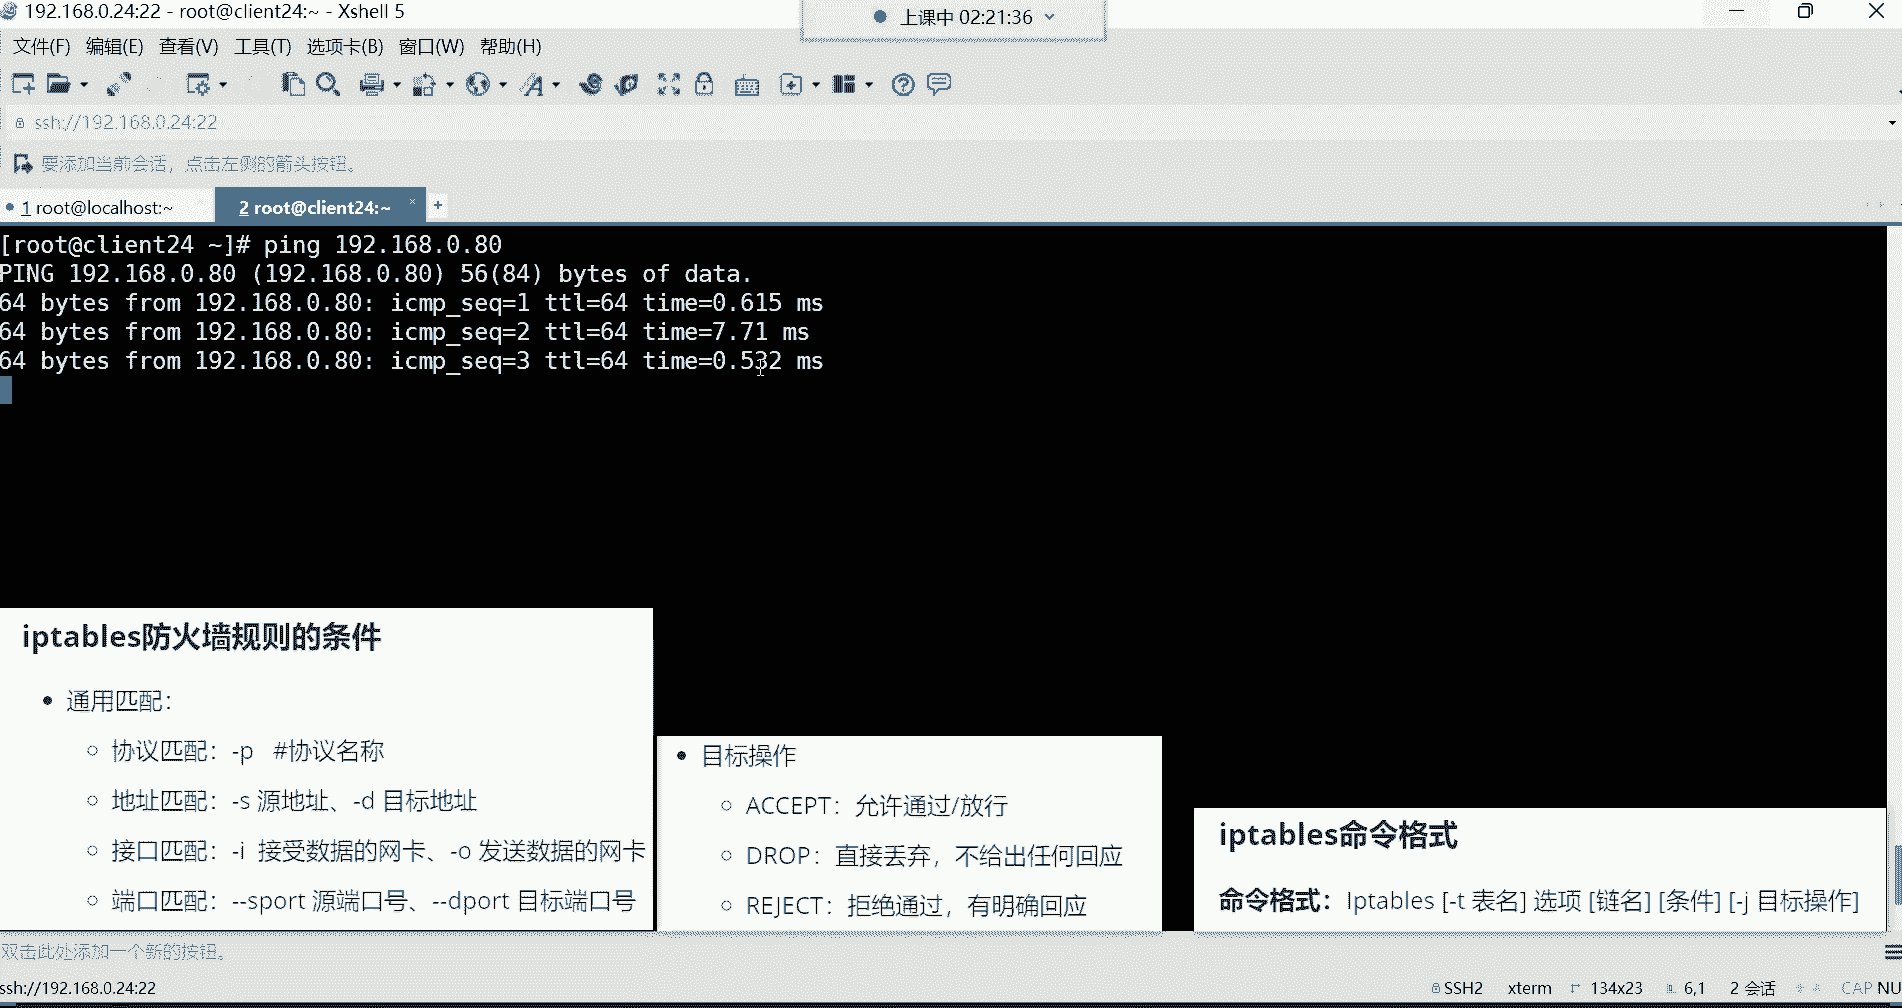 192.168.0.24:22 - root@client24:~ - Xshell 5
上课中 02:21:36
文件(F) 编辑(E) 查看(V) 工具(T) 选项卡(B) 窗口(W) 帮助(H)
ssh://192.168.0.24:22
要添加当前会话，点击左侧的箭头按钮。
1 root@localhost:~
2 root@client24:~
[root@client24 ~]# ping 192.168.0.80
PING 192.168.0.80 (192.168.0.80) 56(84) bytes of data.
64 bytes from 192.168.0.80: icmp_seq=1 ttl=64 time=0.615 ms
64 bytes from 192.168.0.80: icmp_seq=2 ttl=64 time=7.71 ms
64 bytes from 192.168.0.80: icmp_seq=3 ttl=64 time=0.532 ms
iptables防火墙规则的条件
通用匹配：
协议匹配：-p #协议名称
地址匹配：-s 源地址、-d 目标地址
接口匹配：-i 接受数据的网卡、-o 发送数据的网卡
端口匹配：--sport 源端口号、--dport 目标端口号
目标操作
ACCEPT：允许通过/放行
DROP：直接丢弃，不给出任何回应
REJECT：拒绝通过，有明确回应
iptables命令格式
命令格式：Iptables [-t 表名] 选项 [链名] [条件] [-j 目标操作]
双击此处添加一个新的按钮。
ssh://192.168.0.24:22
SSH2 xterm 134x23 6,1 2 会话 CAP NU